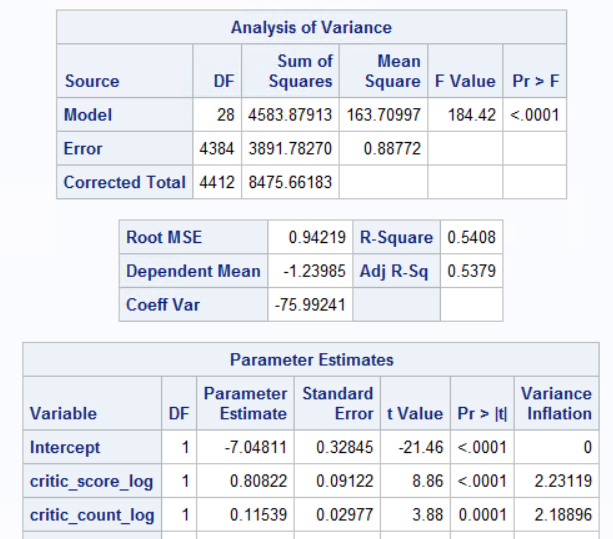 Analysis of Variance
Source DF Sum of Squares Mean Square F Value Pr > F
Model 28 4583.87913 163.70997 184.42 <.0001
Error 4384 3891.78270 0.88772
Corrected Total 4412 8475.66183
Root MSE 0.94219 R-Square 0.5408
Dependent Mean -1.23985 Adj R-Sq 0.5379
Coeff Var -75.99241
Parameter Estimates
Variable DF Parameter Estimate Standard Error t Value Pr > |t| Variance Inflation
Intercept 1 -7.04811 0.32845 -21.46 <.0001 0
critic_score_log 1 0.80822 0.09122 8.86 <.0001 2.23119
critic_count_log 1 0.11539 0.02977 3.88 0.0001 2.18896